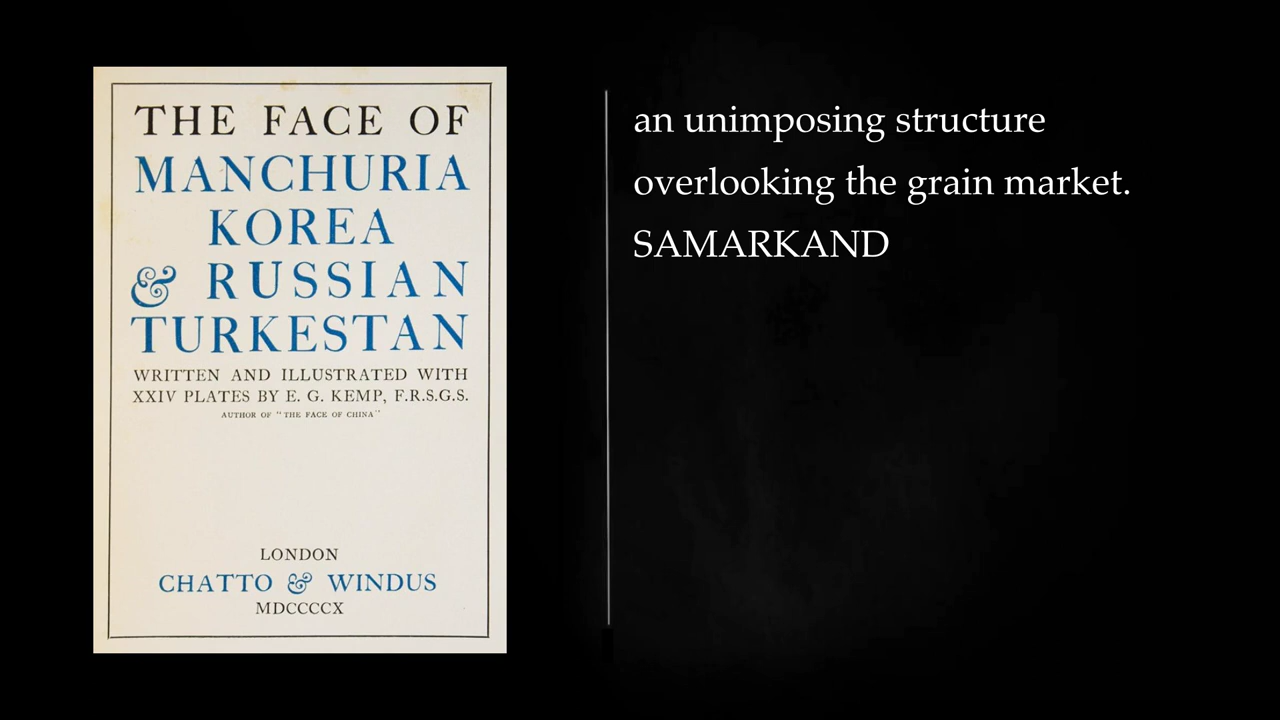 THE FACE OF
MANCHURIA
KOREA
& RUSSIAN
TURKESTAN
WRITTEN AND ILLUSTRATED WITH
XXIV PLATES BY E. G. KEMP, F.R.S.G.S.
AUTHOR OF "THE FACE OF CHINA"
LONDON
CHATTO & WINDUS
MDCCCCX
an unimposing structure
overlooking the grain market.
SAMARKAND